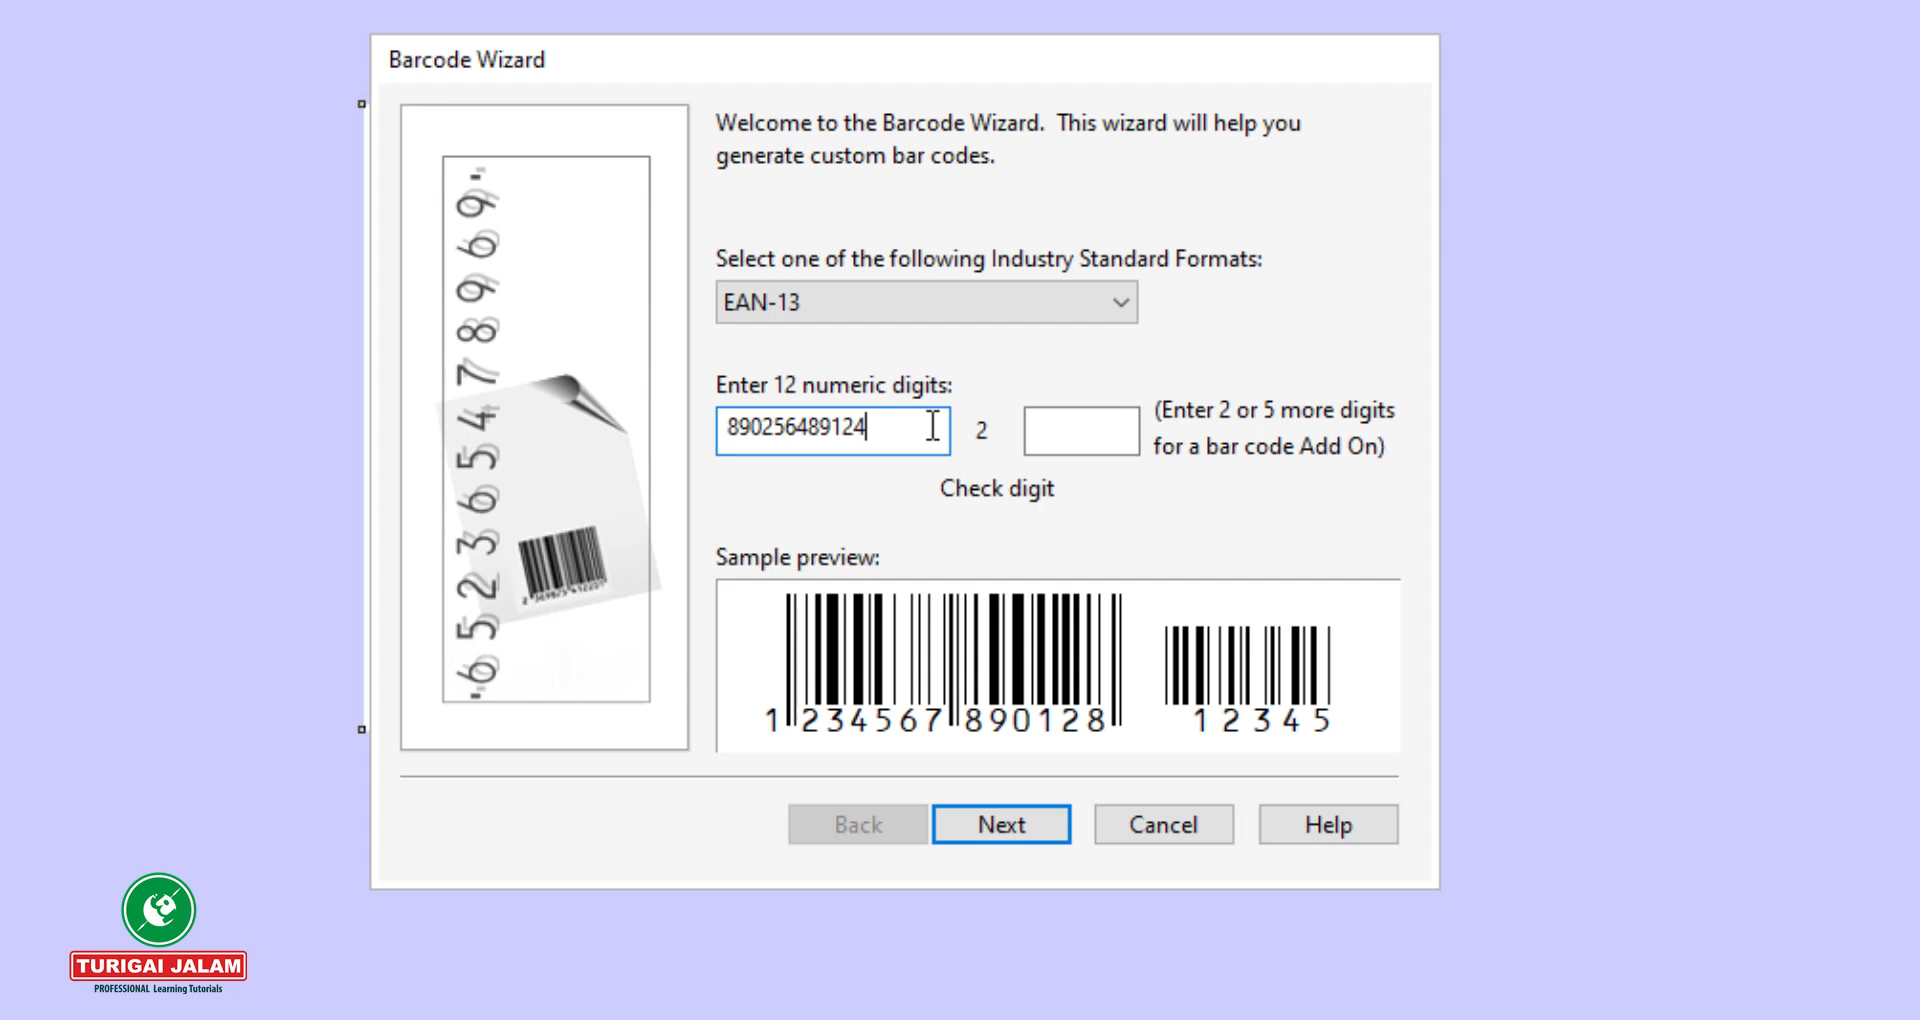 Barcode Wizard
Welcome to the Barcode Wizard.  This wizard will help you
generate custom bar codes.
Select one of the following Industry Standard Formats:
EAN-13
Enter 12 numeric digits:
890256489124
2
(Enter 2 or 5 more digits
for a bar code Add On)
Check digit
Sample preview:
1 234567 890128
12345
652365478969
Back
Next
Cancel
Help
TURIGAI JALAM
PROFESSIONAL Learning Tutorials